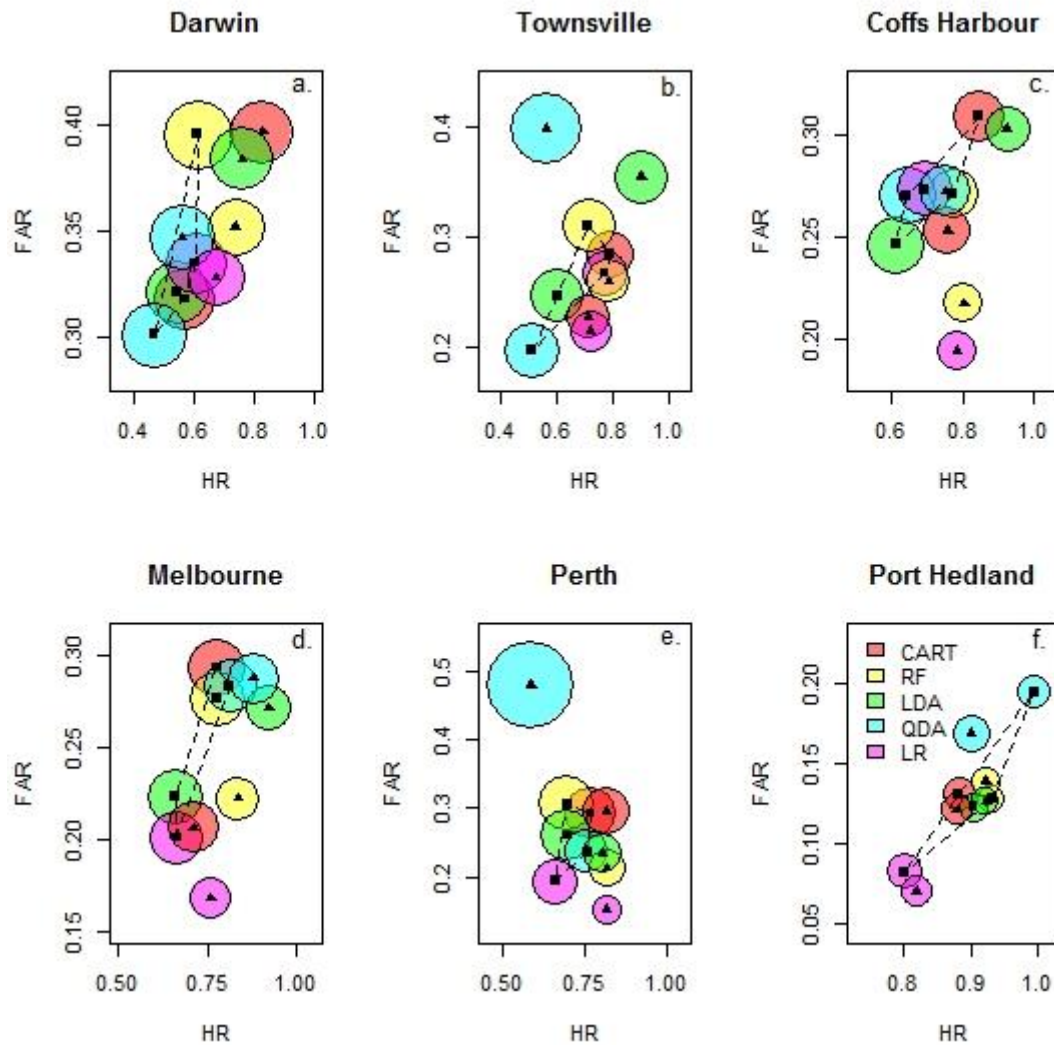 Darwin
a.
FAR
0.40
0.35
0.30
0.4 0.6 0.8 1.0
HR
Townsville
b.
FAR
0.4
0.3
0.2
0.4 0.6 0.8 1.0
HR
Coffs Harbour
c.
FAR
0.30
0.25
0.20
0.6 0.8 1.0
HR
Melbourne
d.
FAR
0.30
0.25
0.20
0.15
0.50 0.75 1.00
HR
Perth
e.
FAR
0.5
0.4
0.3
0.2
0.50 0.75 1.00
HR
Port Hedland
f.
CART
RF
LDA
QDA
LR
FAR
0.20
0.15
0.10
0.05
0.8 0.9 1.0
HR